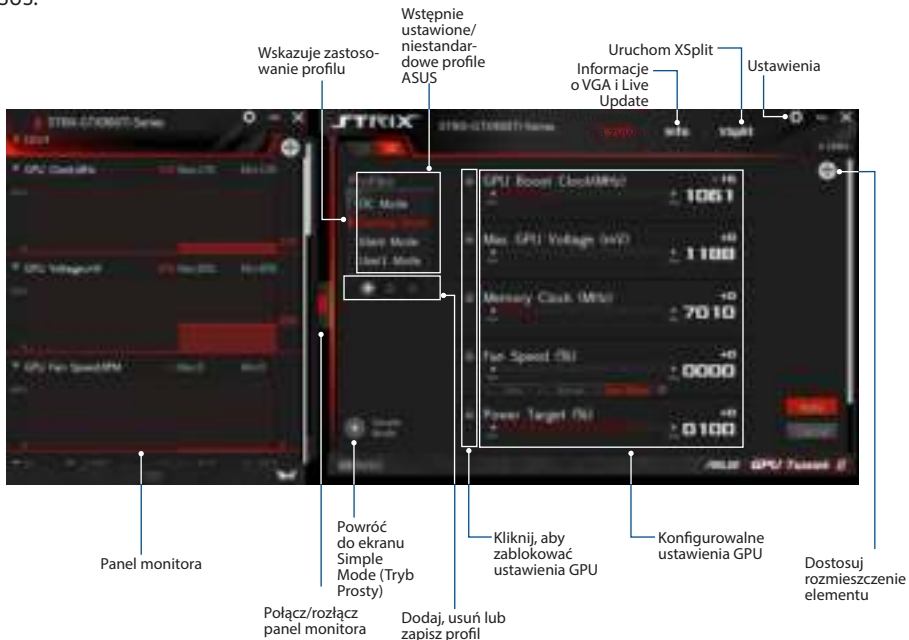 Wstępnie
ustawione/
niestandar-
dowe profile
ASUS
Wskazuje zastoso-
wanie profilu
Uruchom XSplit
Informacje
o VGA i Live
Update
Ustawienia
STRIX
Info
XSplit
GPU Boost Clock(MHz)
1061
OC Mode
Silent Mode
User1 Mode
Max. GPU Voltage (mV)
1100
Memory Clock (MHz)
7010
Fan Speed (%)
0000
Power Target (%)
0100
GPU Tweak II
Panel monitora
Połącz/rozłącz
panel monitora
Powróć
do ekranu
Simple
Mode (Tryb
Prosty)
Dodaj, usuń lub
zapisz profil
Kliknij, aby
zablokować
ustawienia GPU
Konfigurowalne
ustawienia GPU
Dostosuj
rozmieszczenie
elementu